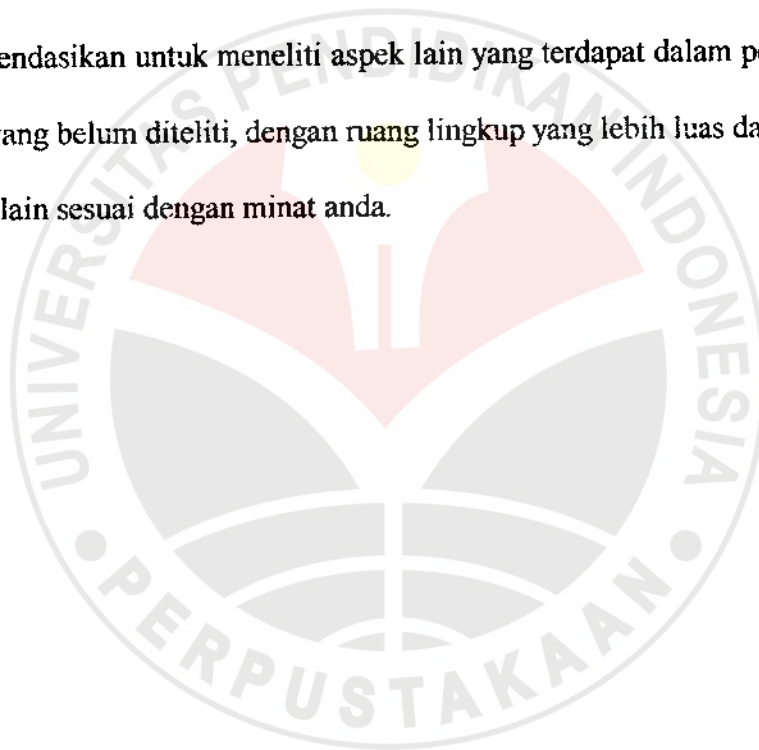 endasikan untuk meneliti aspek lain yang terdapat dalam pe
ang belum diteliti, dengan ruang lingkup yang lebih luas da
lain sesuai dengan minat anda.
UNIVERSITAS PENDIDIKAN INDONESIA
PERPUSTAKAAN